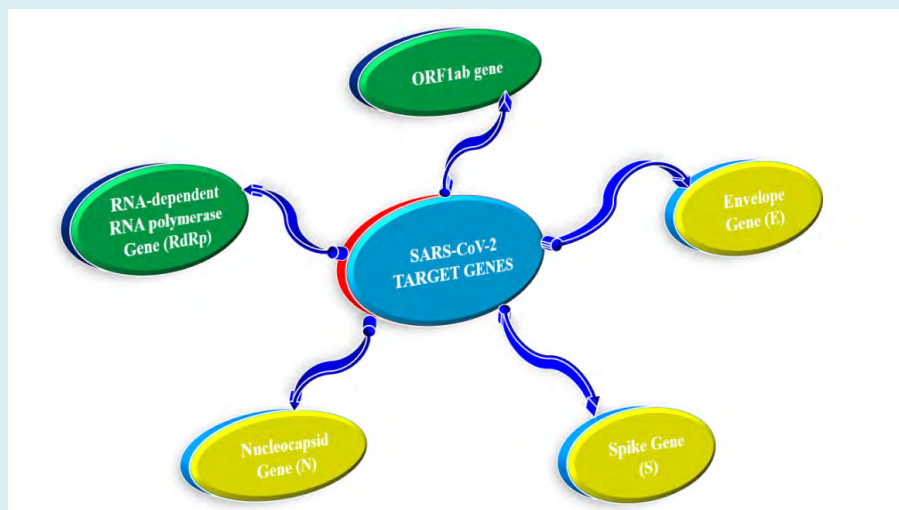 ORF1ab gene
RNA-dependent
RNA polymerase
Gene (RdRp)
Envelope
Gene (E)
SARS-CoV-2
TARGET GENES
Nucleocapsid
Gene (N)
Spike Gene
(S)